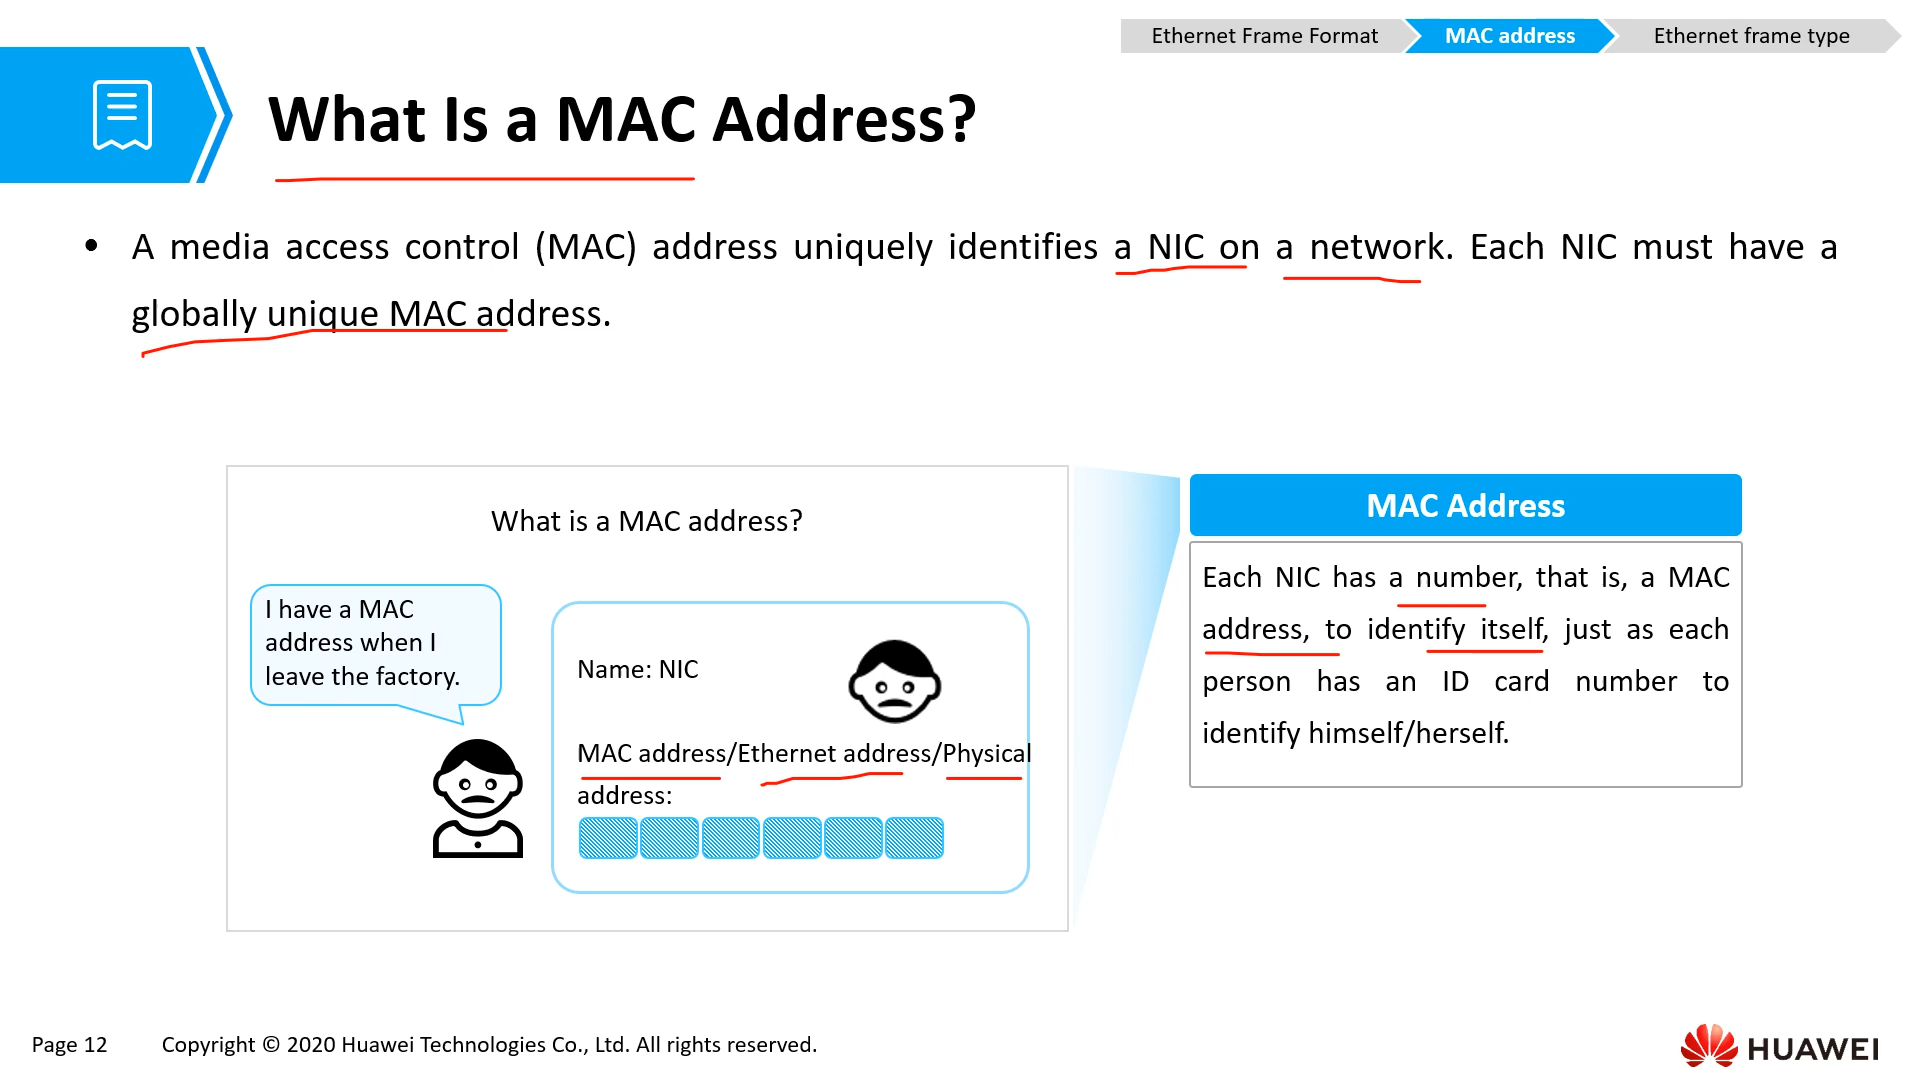 Ethernet Frame Format
MAC address
Ethernet frame type
What Is a MAC Address?
• A media access control (MAC) address uniquely identifies a NIC on a network. Each NIC must have a
globally unique MAC address.
What is a MAC address?
I have a MAC
address when I
leave the factory.
Name: NIC
MAC address/Ethernet address/Physical
address:
MAC Address
Each NIC has a number, that is, a MAC
address, to identify itself, just as each
person has an ID card number to
identify himself/herself.
Page 12
Copyright © 2020 Huawei Technologies Co., Ltd. All rights reserved.
HUAWEI